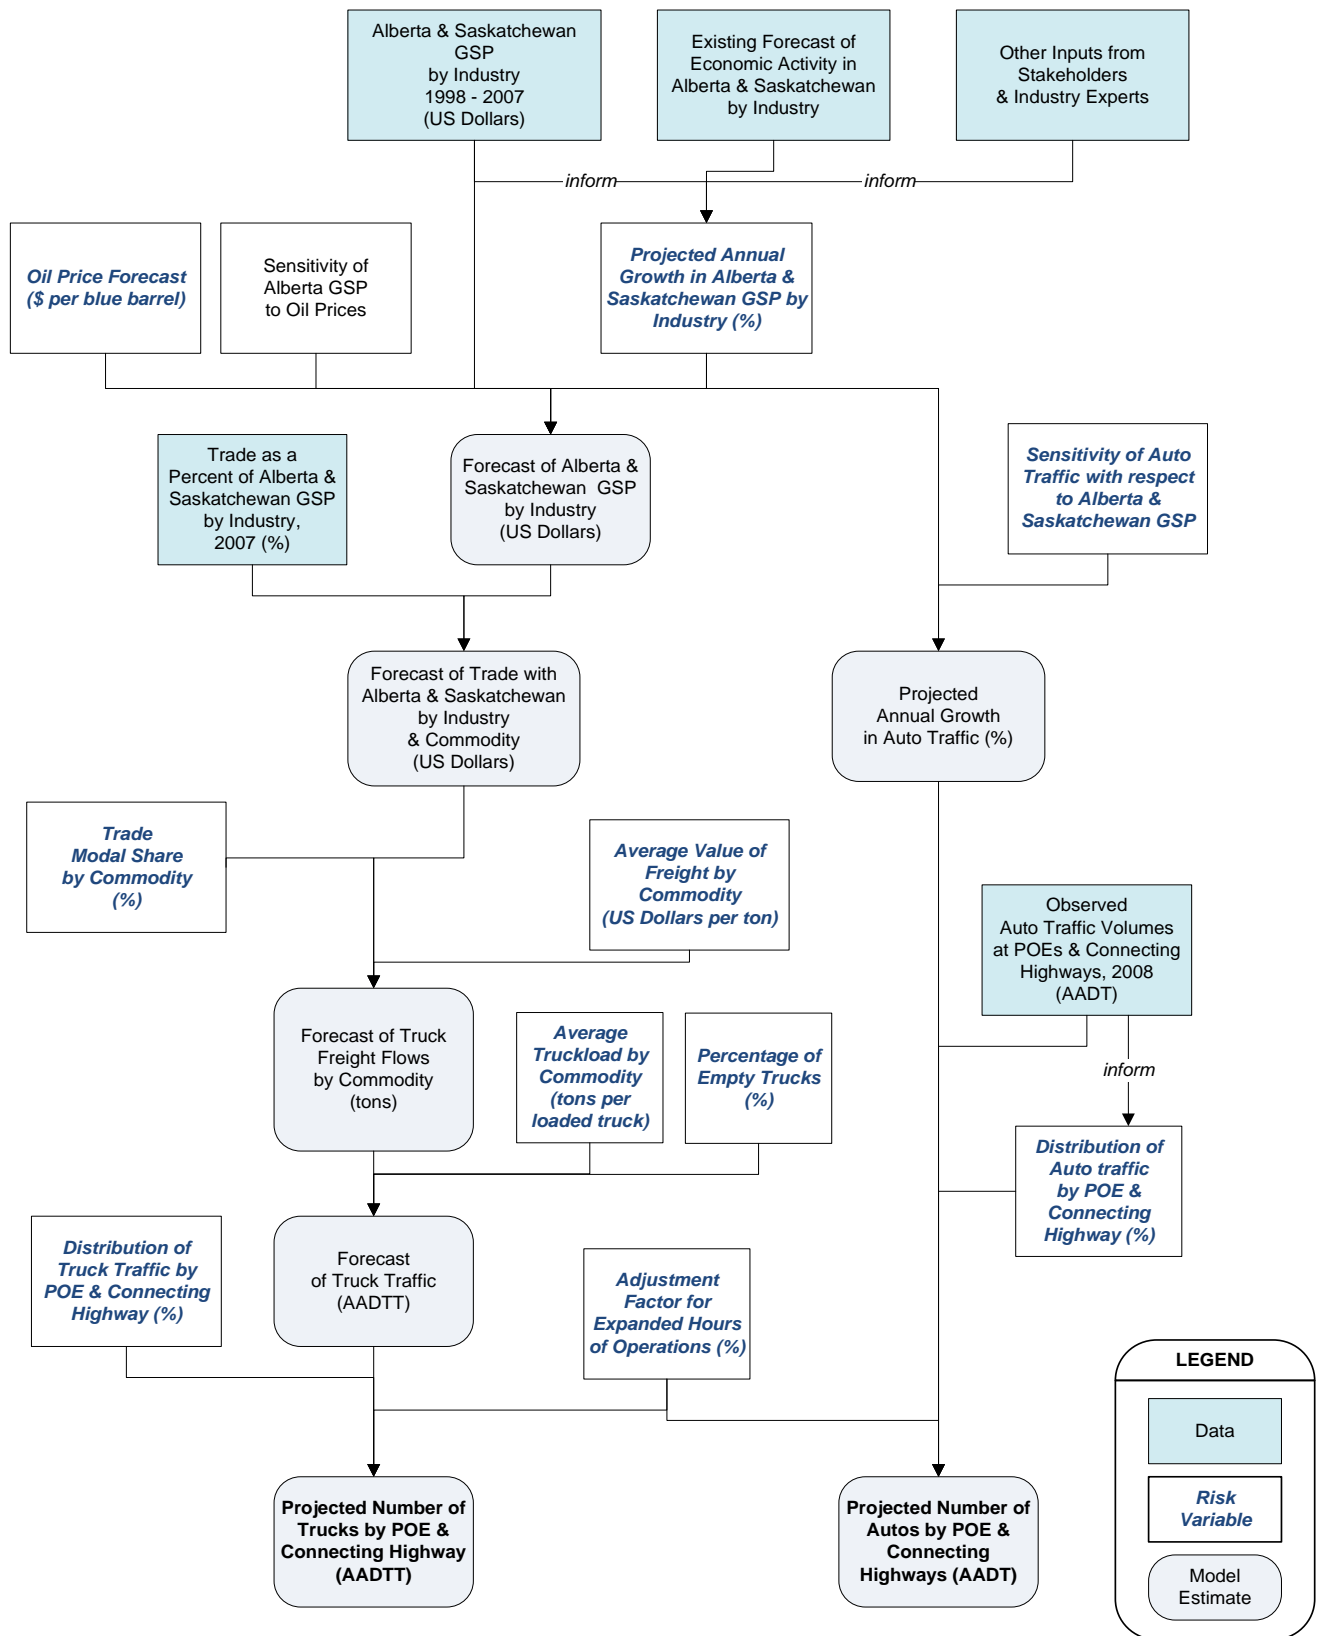 Alberta & Saskatchewan
GSP
by Industry
1998 - 2007
(US Dollars)
Existing Forecast of
Economic Activity in
Alberta & Saskatchewan
by Industry
Other Inputs from
Stakeholders
& Industry Experts
inform
inform
Oil Price Forecast
($ per blue barrel)
Sensitivity of
Alberta GSP
to Oil Prices
Projected Annual
Growth in Alberta &
Saskatchewan GSP by
Industry (%)
Trade as a
Percent of Alberta &
Saskatchewan GSP
by Industry,
2007 (%)
Forecast of Alberta &
Saskatchewan GSP
by Industry
(US Dollars)
Sensitivity of Auto
Traffic with respect
to Alberta &
Saskatchewan GSP
Forecast of Trade with
Alberta & Saskatchewan
by Industry
& Commodity
(US Dollars)
Projected
Annual Growth
in Auto Traffic (%)
Trade
Modal Share
by Commodity
(%)
Average Value of
Freight by
Commodity
(US Dollars per ton)
Observed
Auto Traffic Volumes
at POEs & Connecting
Highways, 2008
(AADT)
Forecast of Truck
Freight Flows
by Commodity
(tons)
Average
Truckload by
Commodity
(tons per
loaded truck)
Percentage of
Empty Trucks
(%)
inform
Distribution of
Auto traffic
by POE &
Connecting
Highway (%)
Distribution of
Truck Traffic by
POE & Connecting
Highway (%)
Forecast
of Truck Traffic
(AADTT)
Adjustment
Factor for
Expanded Hours
of Operations (%)
Projected Number of
Trucks by POE &
Connecting Highway
(AADTT)
Projected Number of
Autos by POE &
Connecting
Highways (AADT)
LEGEND
Data
Risk
Variable
Model
Estimate